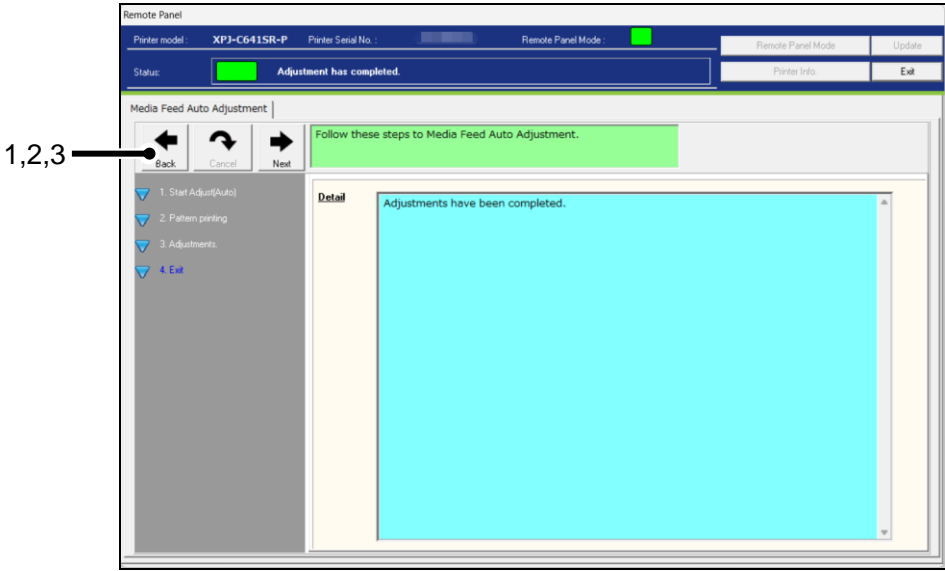 Remote Panel
Printer model : XPJ-C641SR-P Printer Serial No. : Remote Panel Mode :
Remote Panel Mode Update
Status: Adjustment has completed.
Printer Info. Exit
Media Feed Auto Adjustment
1,2,3
Back Cancel Next
Follow these steps to Media Feed Auto Adjustment.
1. Start Adjust(Auto)
2. Pattern printing
3. Adjustments.
4. Exit
Detail
Adjustments have been completed.